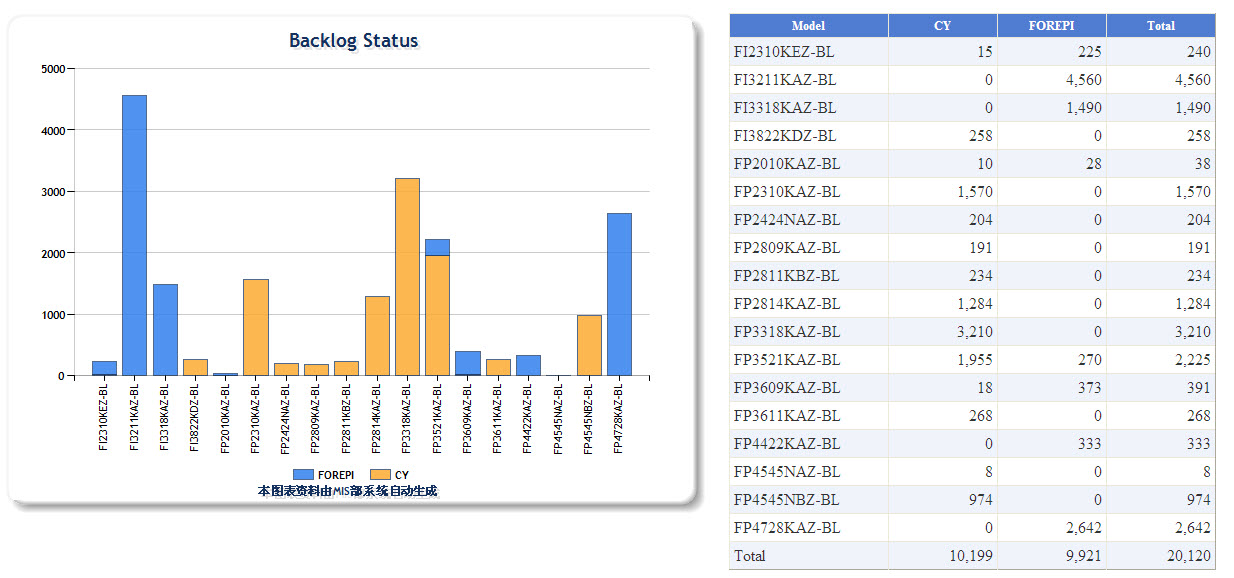 Backlog Status
5000
4000
3000
2000
1000
0
FI2310KEZ-BL
FI3211KAZ-BL
FI3318KAZ-BL
FI3822KDZ-BL
FP2010KAZ-BL
FP2310KAZ-BL
FP2424NAZ-BL
FP2809KAZ-BL
FP2811KBZ-BL
FP2814KAZ-BL
FP3318KAZ-BL
FP3521KAZ-BL
FP3609KAZ-BL
FP3611KAZ-BL
FP4422KAZ-BL
FP4545NAZ-BL
FP4545NBZ-BL
FP4728KAZ-BL
FOREPI CY
本图表资料由MIS部系统自动生成
Model CY FOREPI Total
FI2310KEZ-BL 15 225 240
FI3211KAZ-BL 0 4,560 4,560
FI3318KAZ-BL 0 1,490 1,490
FI3822KDZ-BL 258 0 258
FP2010KAZ-BL 10 28 38
FP2310KAZ-BL 1,570 0 1,570
FP2424NAZ-BL 204 0 204
FP2809KAZ-BL 191 0 191
FP2811KBZ-BL 234 0 234
FP2814KAZ-BL 1,284 0 1,284
FP3318KAZ-BL 3,210 0 3,210
FP3521KAZ-BL 1,955 270 2,225
FP3609KAZ-BL 18 373 391
FP3611KAZ-BL 268 0 268
FP4422KAZ-BL 0 333 333
FP4545NAZ-BL 8 0 8
FP4545NBZ-BL 974 0 974
FP4728KAZ-BL 0 2,642 2,642
Total 10,199 9,921 20,120